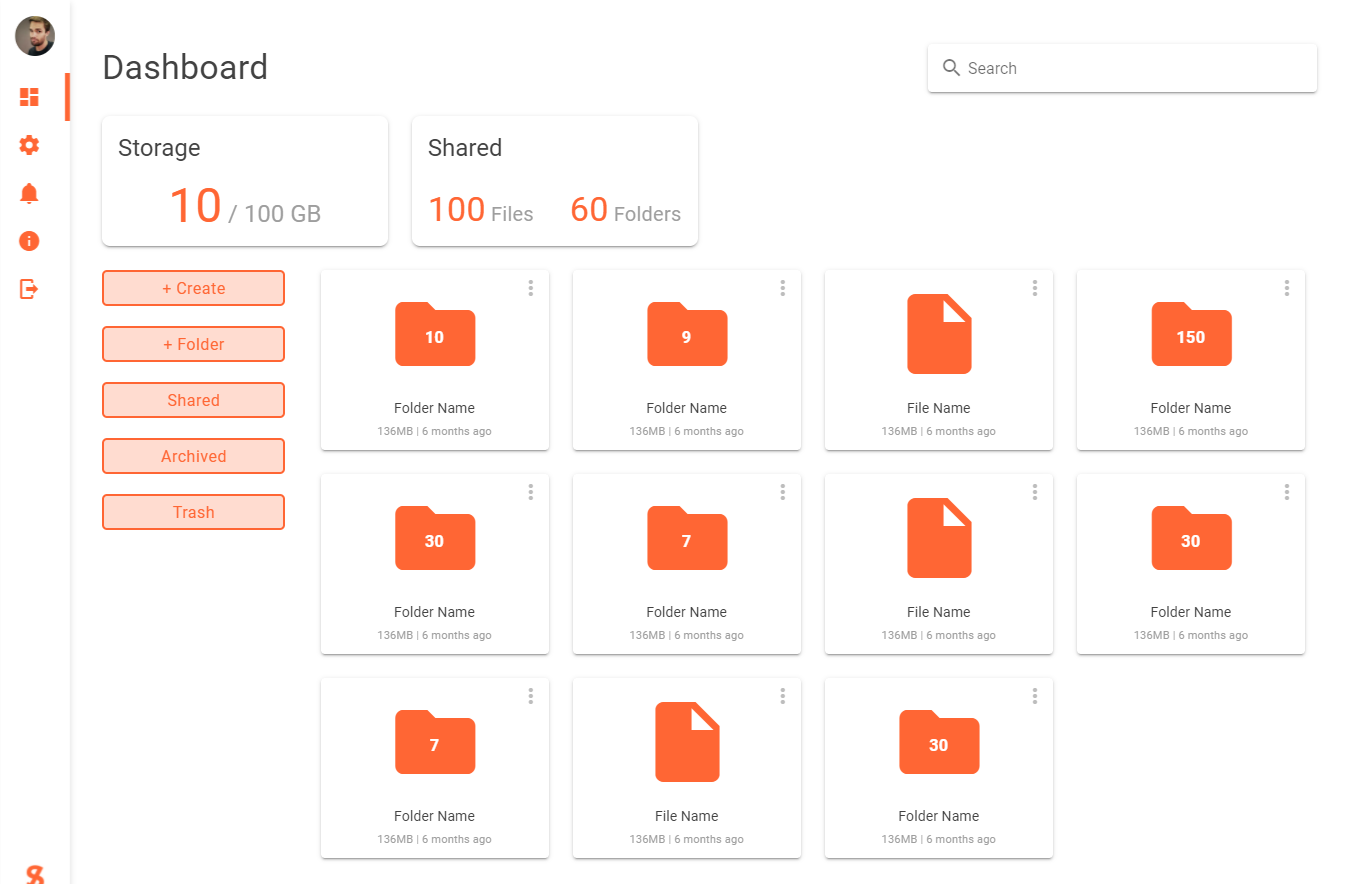 Dashboard
Search
Storage
10 / 100 GB
Shared
100 Files 60 Folders
+ Create
+ Folder
Shared
Archived
Trash
10
Folder Name
136MB | 6 months ago
9
Folder Name
136MB | 6 months ago
File Name
136MB | 6 months ago
150
Folder Name
136MB | 6 months ago
30
Folder Name
136MB | 6 months ago
7
Folder Name
136MB | 6 months ago
File Name
136MB | 6 months ago
30
Folder Name
136MB | 6 months ago
7
Folder Name
136MB | 6 months ago
File Name
136MB | 6 months ago
30
Folder Name
136MB | 6 months ago